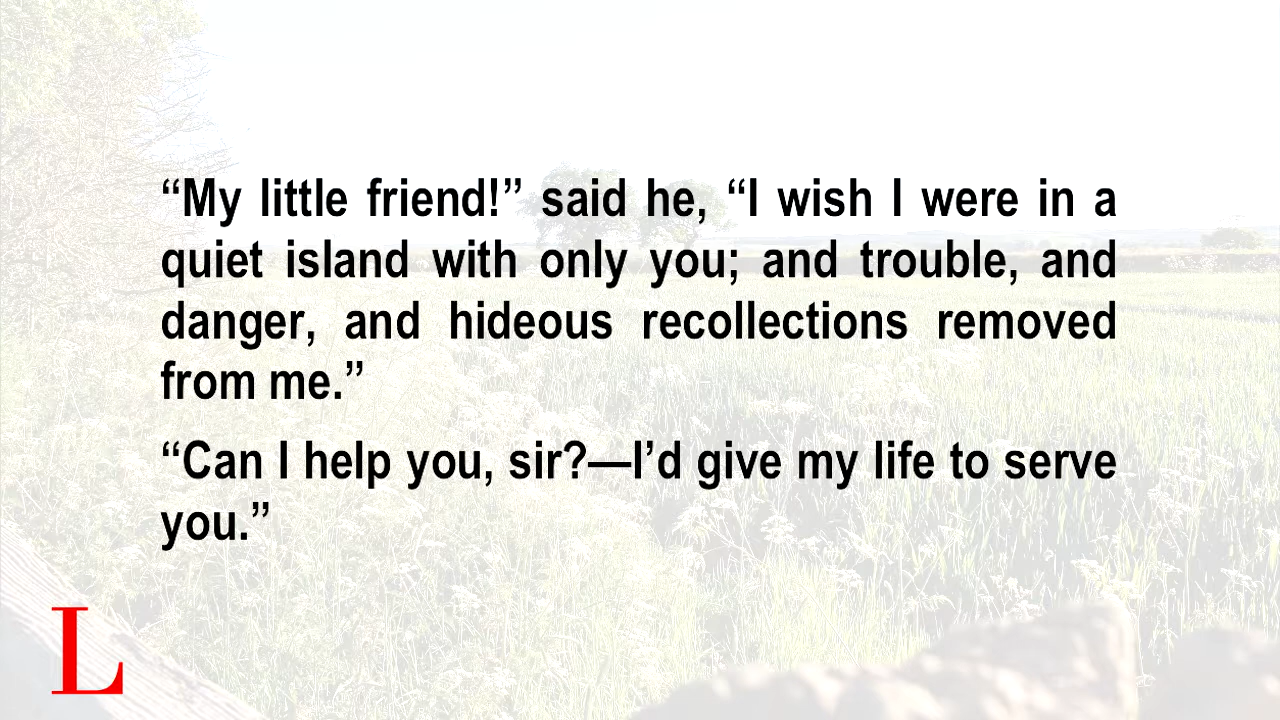 “My little friend!” said he, “I wish I were in a
quiet island with only you; and trouble, and
danger, and hideous recollections removed
from me.”
“Can I help you, sir?—I’d give my life to serve
you.”
L